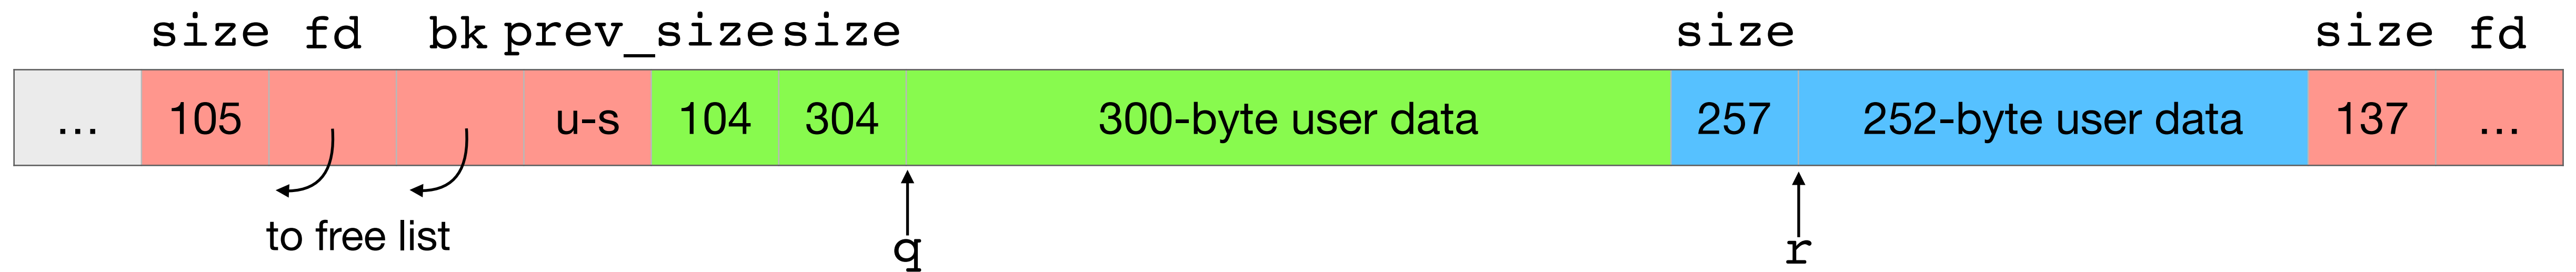 size fd bk prev_size size size size fd
... 105 u-s 104 304 300-byte user data 257 252-byte user data 137 ...
to free list
q r